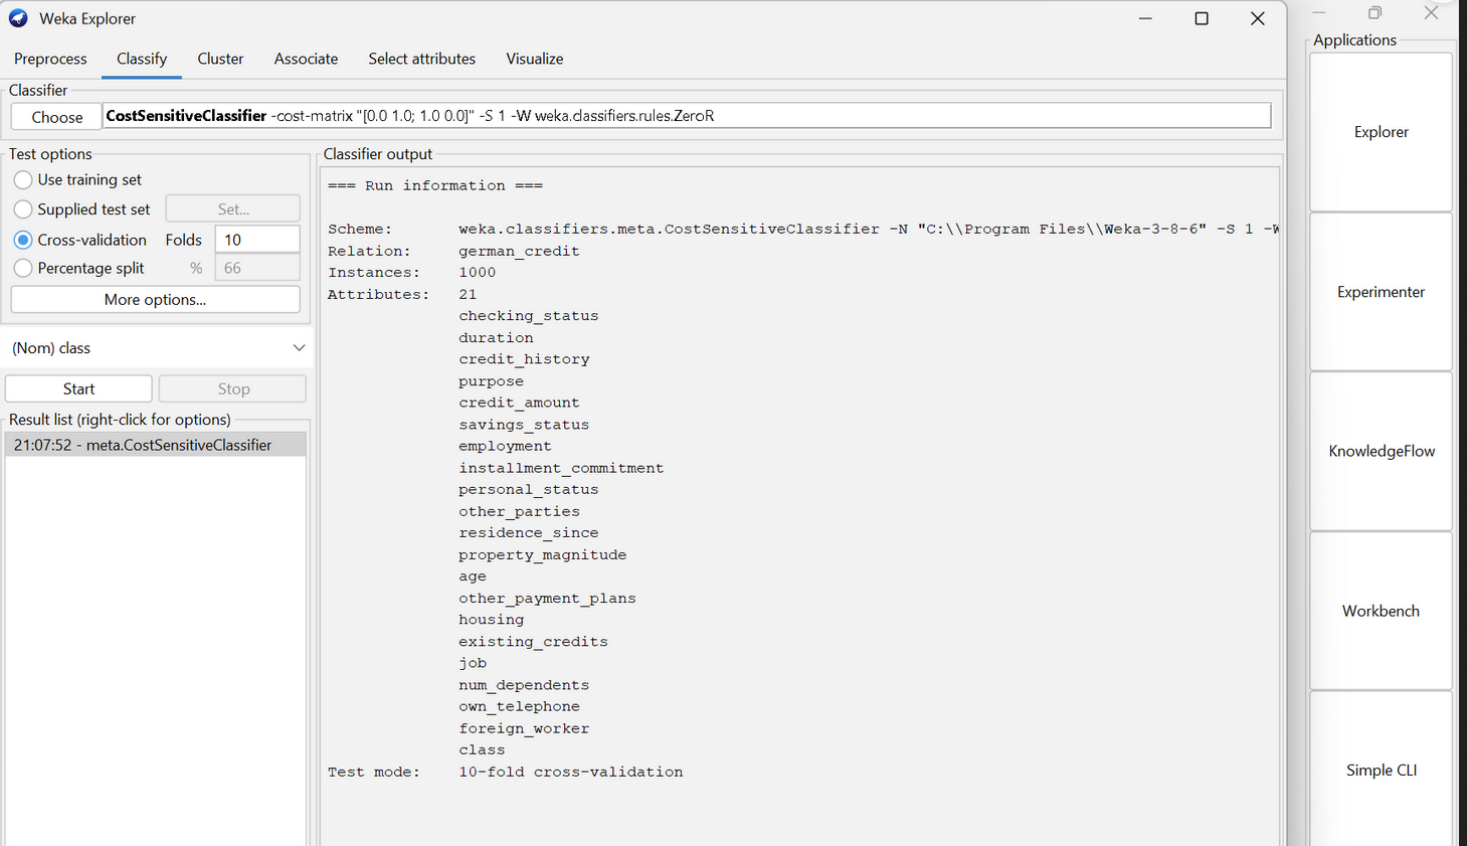 Weka Explorer
Preprocess Classify Cluster Associate Select attributes Visualize
Classifier
Choose CostSensitiveClassifier -cost-matrix "[0.0 1.0; 1.0 0.0]" -S 1 -W weka.classifiers.rules.ZeroR
Test options
Use training set
Supplied test set Set...
Cross-validation Folds 10
Percentage split % 66
More options...
(Nom) class
Start Stop
Result list (right-click for options)
21:07:52 - meta.CostSensitiveClassifier
Classifier output
=== Run information ===
Scheme: weka.classifiers.meta.CostSensitiveClassifier -N "C:\\Program Files\\Weka-3-8-6" -S 1 -W
Relation: german_credit
Instances: 1000
Attributes: 21
checking_status
duration
credit_history
purpose
credit_amount
savings_status
employment
installment_commitment
personal_status
other_parties
residence_since
property_magnitude
age
other_payment_plans
housing
existing_credits
job
num_dependents
own_telephone
foreign_worker
class
Test mode: 10-fold cross-validation
Applications
Explorer
Experimenter
KnowledgeFlow
Workbench
Simple CLI